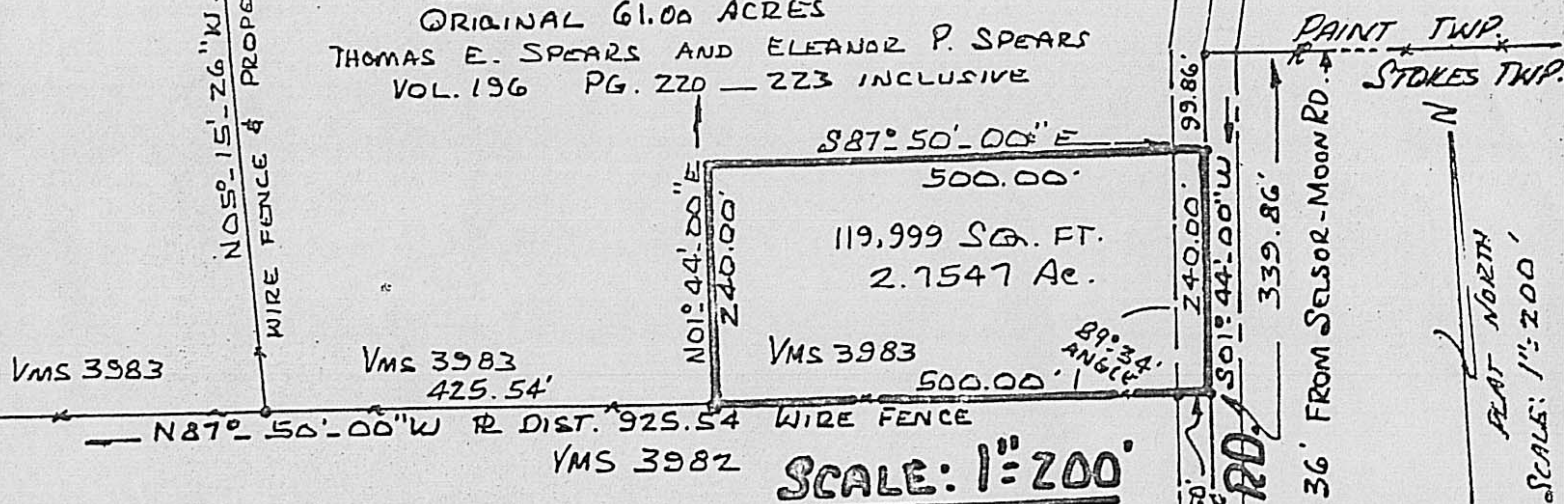 ORIGINAL 61.00 ACRES
THOMAS E. SPEARS AND ELEANOR P. SPEARS
VOL. 196 PG. 220 — 223 INCLUSIVE
N05°-15'-26"W
WIRE FENCE & PROPE
PAINT TWP.
STOKES TWP.
99.86'
S87°-50'-00"E
500.00'
N01°-44'-00"E
240.00'
119,999 SQ. FT.
2.7547 Ac.
240.00'
S01°-44'-00"W
339.86'
36' FROM SELSOR-MOON RD.
N
PLAT NORTH
SCALE: 1"=200'
89°-34'
ANGLE
VMS 3983
VMS 3983
425.54'
VMS 3983
500.00'
N87°-50'-00"W ℞ DIST. 925.54 WIRE FENCE
VMS 3982
SCALE: 1"=200'
RD.